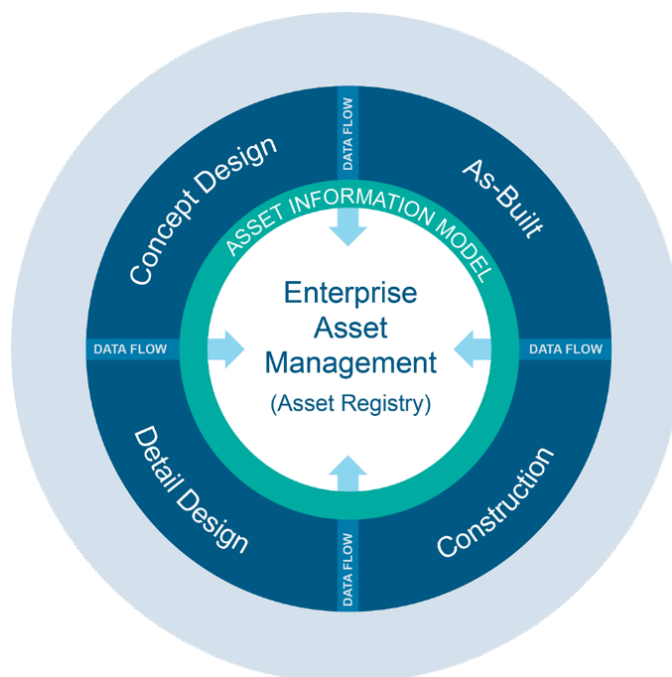 DATA FLOW
Concept Design
As-Built
ASSET INFORMATION MODEL
Enterprise
Asset
Management
(Asset Registry)
DATA FLOW
DATA FLOW
Detail Design
Construction
DATA FLOW